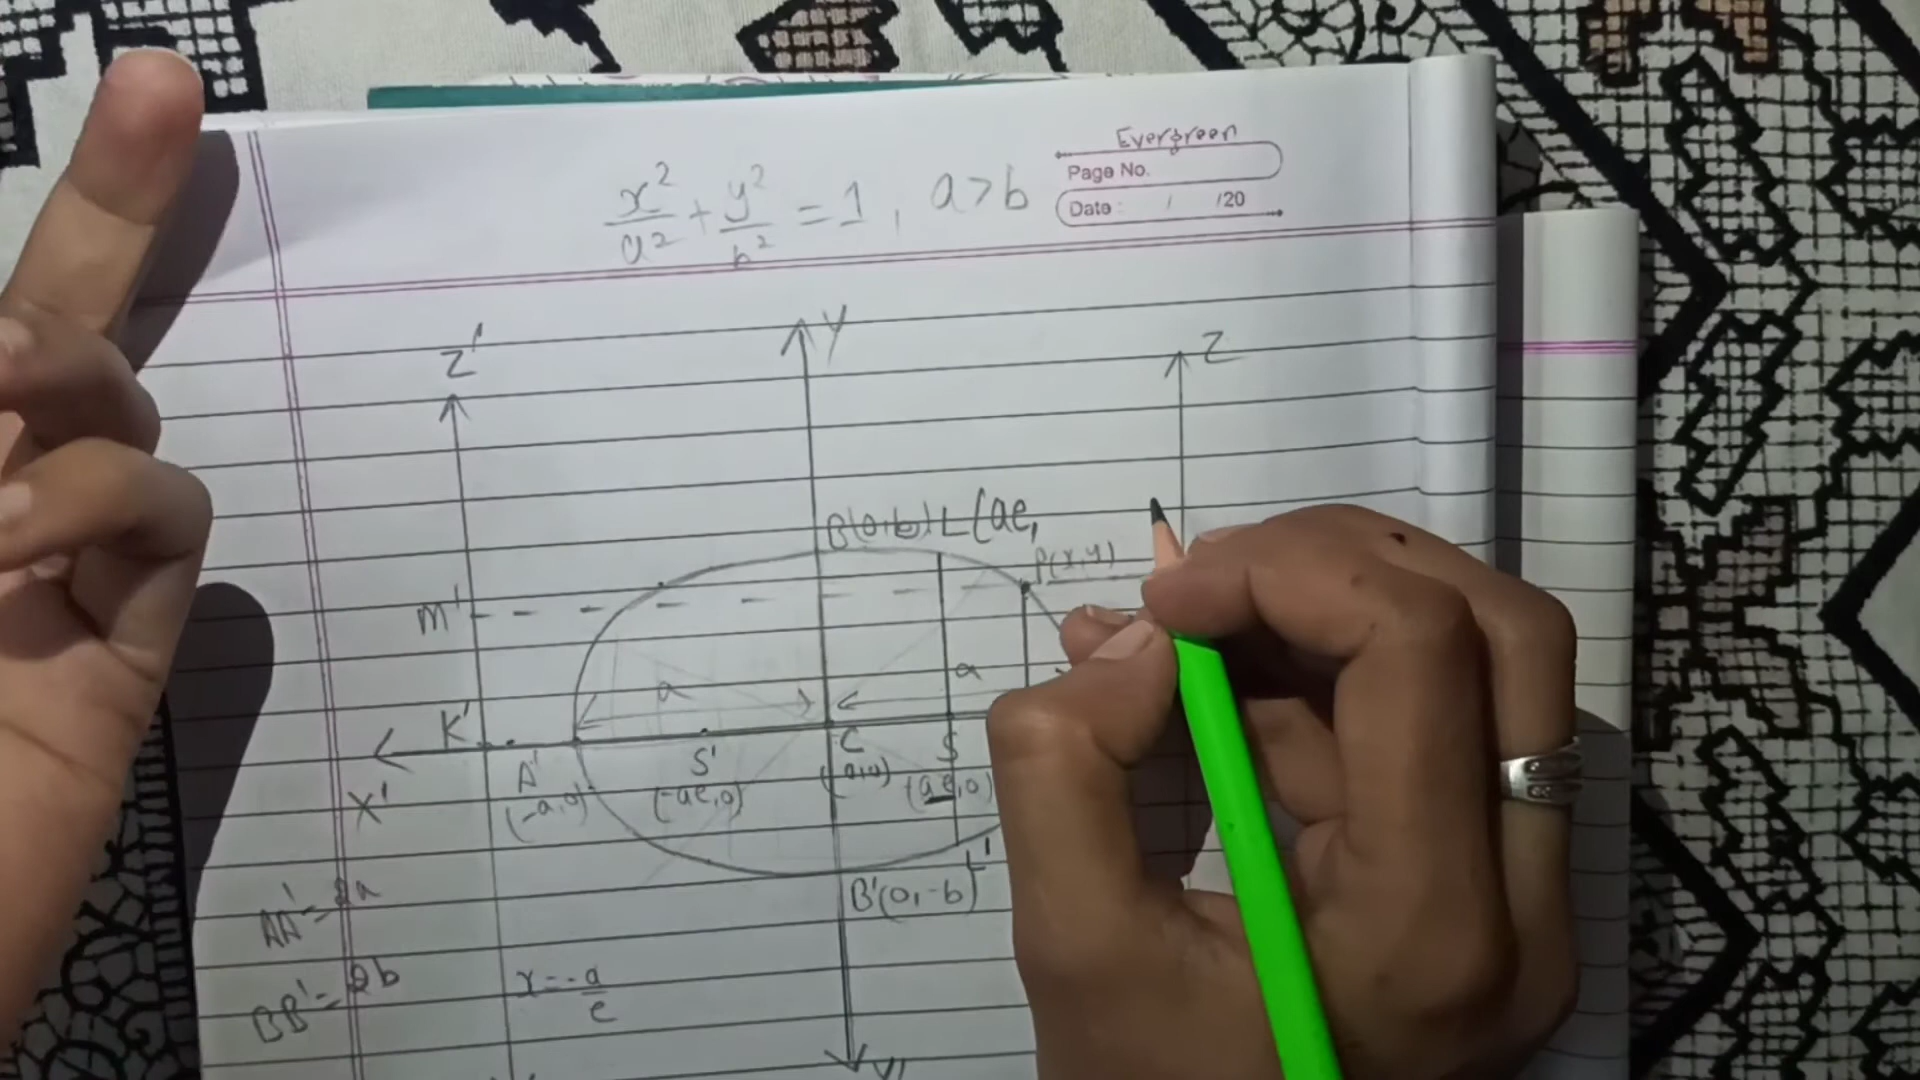 Evergreen
Page No.
Date : / /20
x²/a² + y²/b² = 1, a>b
Z'
Y
Z
B(0,b) L(ae,
P(x,y)
M'
a
a
K'
A'
S'
C
S
X'
(-a,0)
(-ae,0)
(0,0)
(ae,0)
L'
B'(0,-b)
AA'=2a
BB'=2b
x=-a/e
Y'